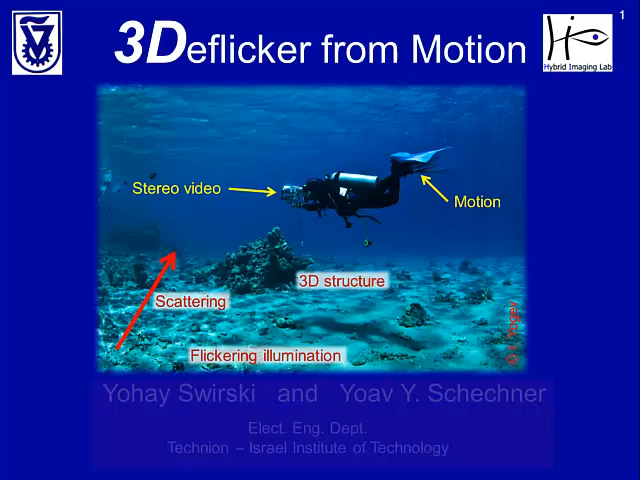 1
3Deflicker from Motion
Hybrid Imaging Lab
Stereo video
Motion
3D structure
Scattering
Flickering illumination
© T. Yogev
Yohay Swirski and Yoav Y. Schechner
Elect. Eng. Dept.
Technion – Israel Institute of Technology